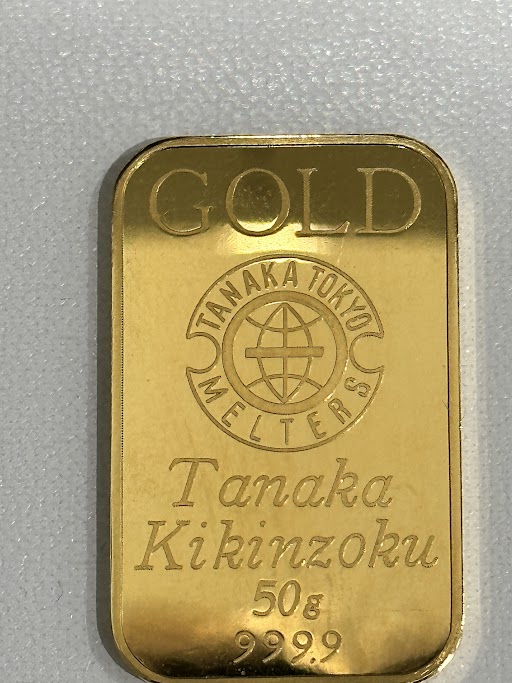 GOLD
TANAKA TOKYO
MELTERS
Tanaka
Kikinzoku
50g
999.9